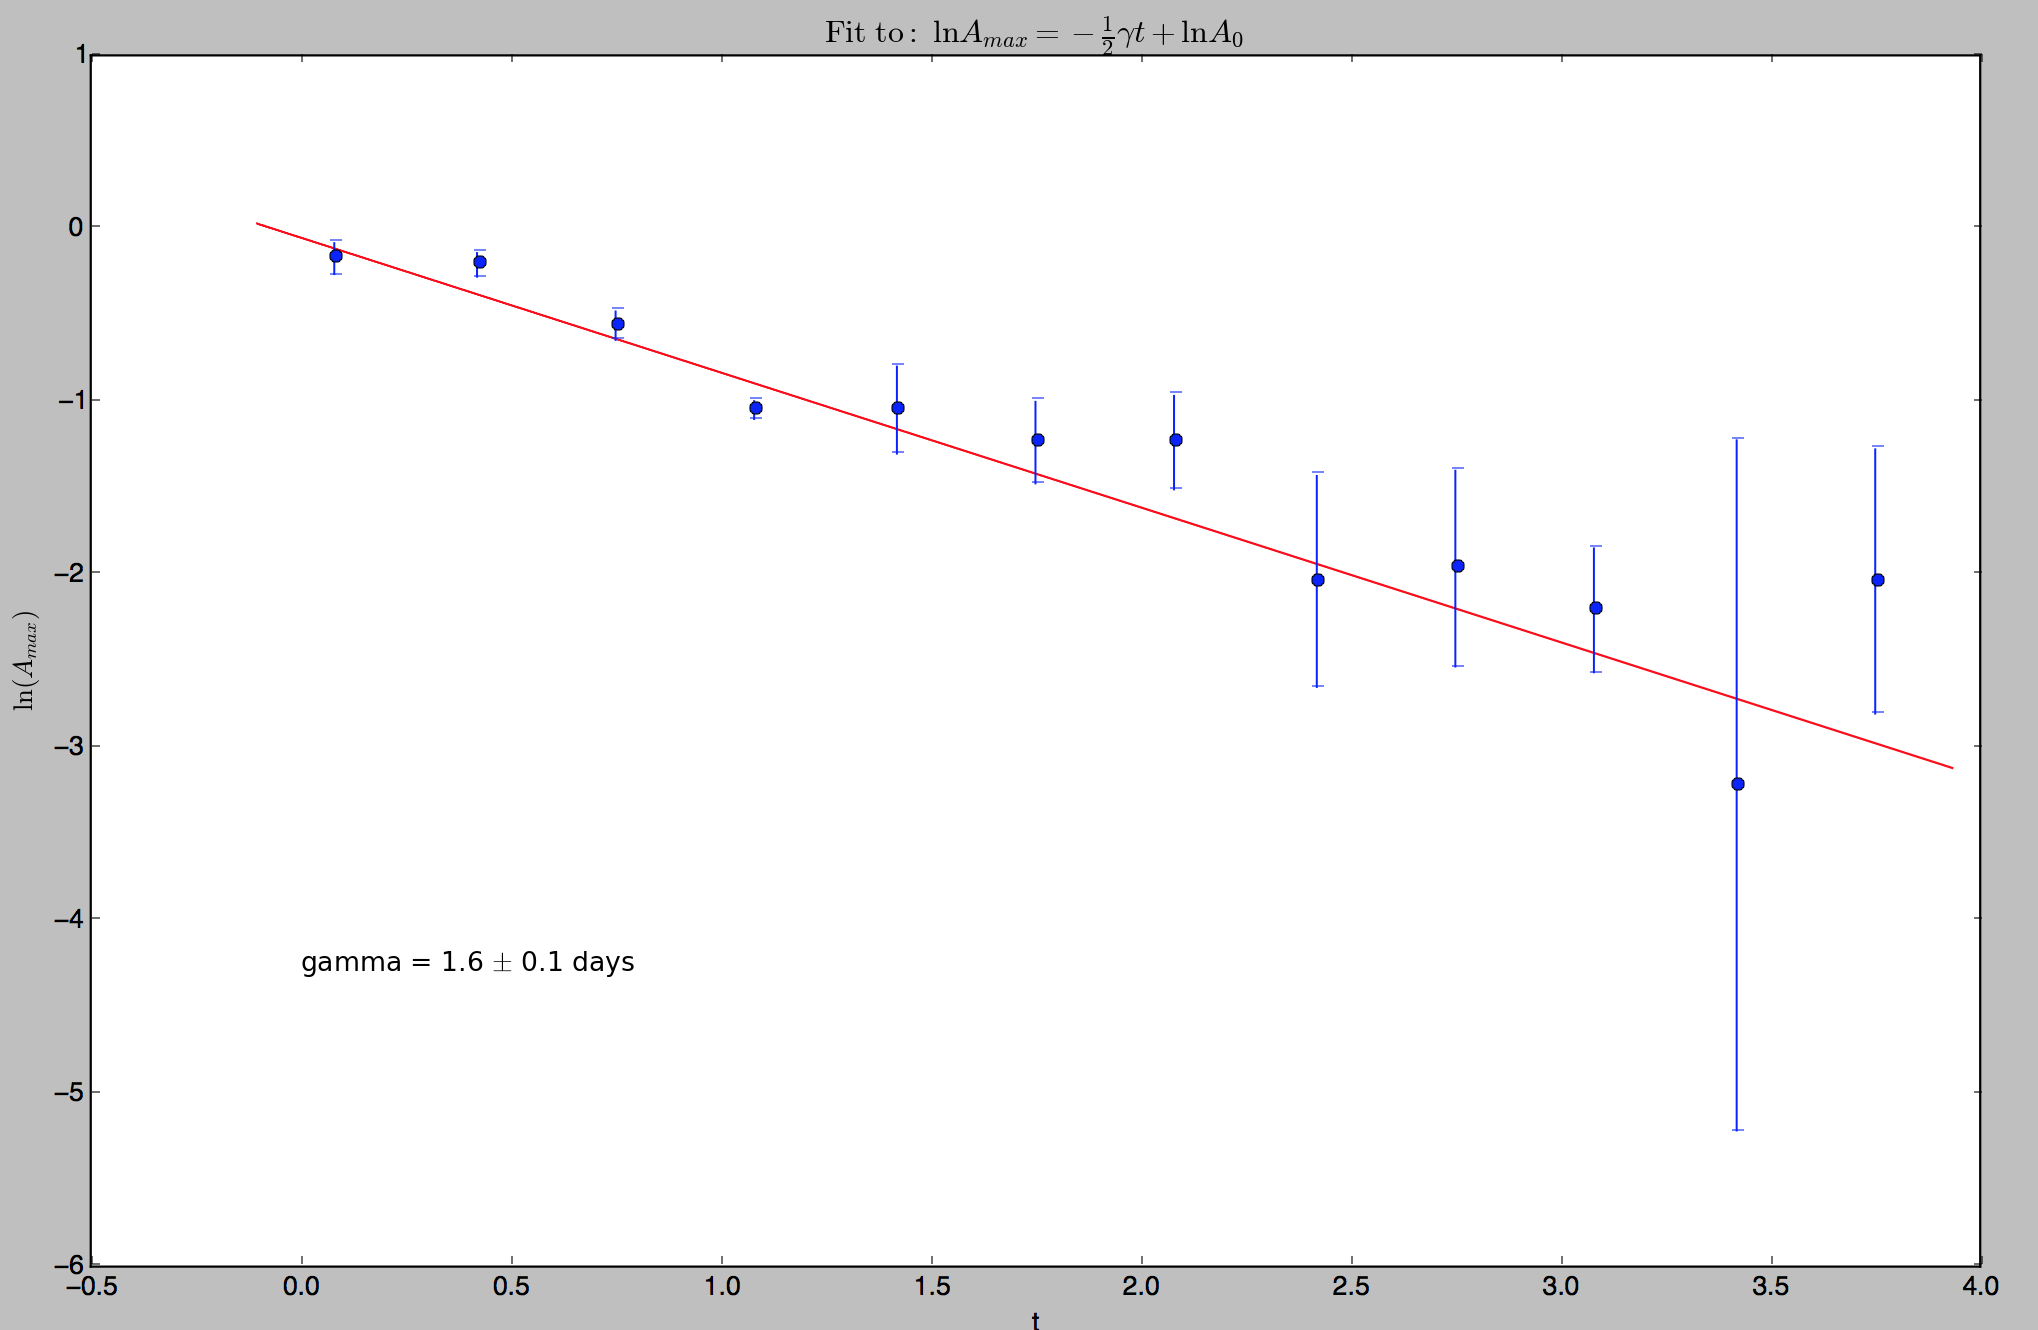 Fit to: lnA_max = −½γt + lnA_0
1
0
−1
−2
−3
−4
−5
−6
ln(A_max)
gamma = 1.6 ± 0.1 days
−0.5 0.0 0.5 1.0 1.5 2.0 2.5 3.0 3.5 4.0
t